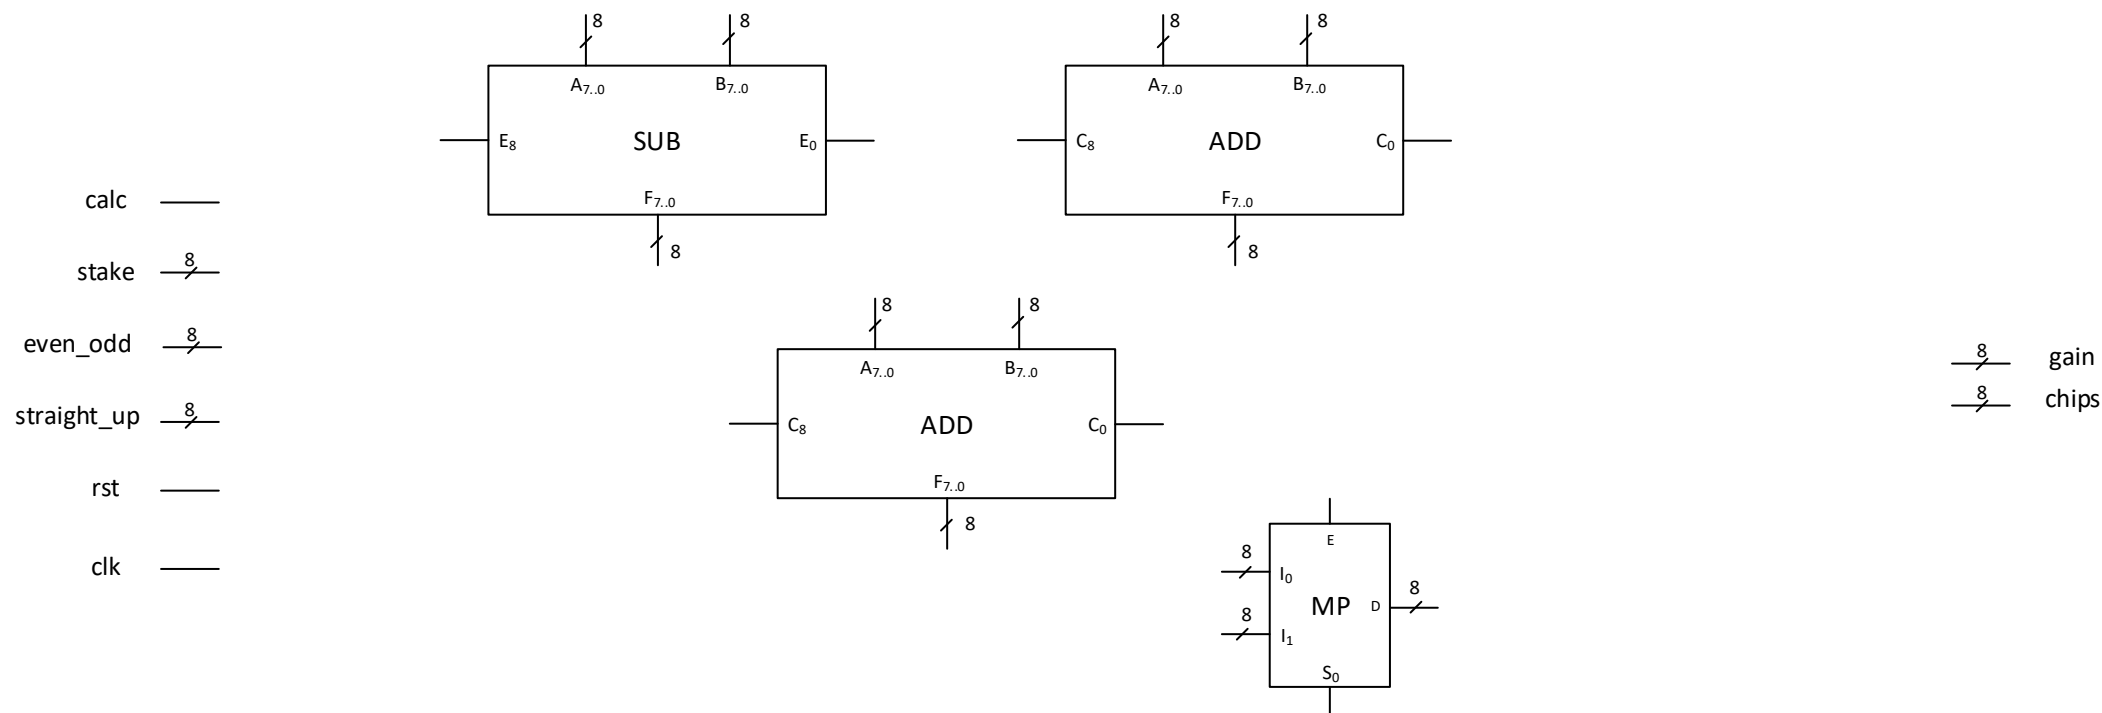 8 8 8 8
A7..0 B7..0 A7..0 B7..0
E8 SUB E0 C8 ADD C0
F7..0 F7..0
8 8
calc
stake 8
even_odd 8
straight_up 8
rst
clk
8 8
A7..0 B7..0
C8 ADD C0
F7..0
8
E
8 I0
MP D 8
8 I1
S0
8 gain
8 chips